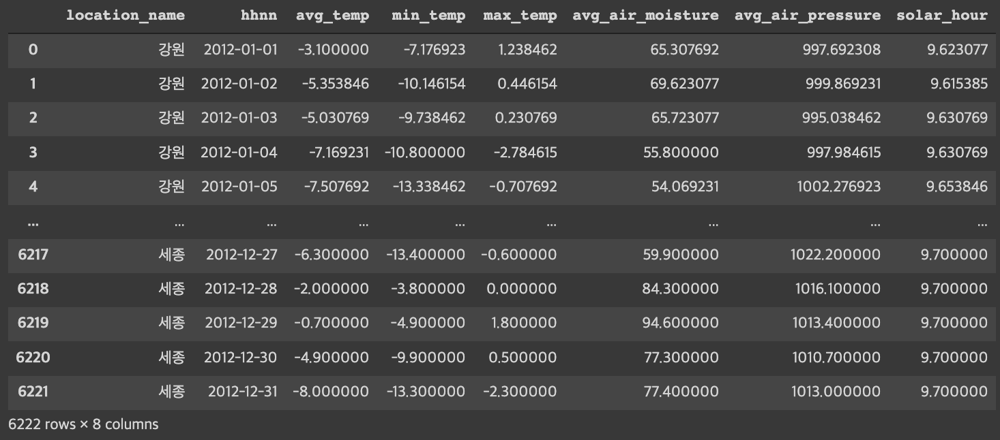 location_name hhnn avg_temp min_temp max_temp avg_air_moisture avg_air_pressure solar_hour
0 강원 2012-01-01 -3.100000 -7.176923 1.238462 65.307692 997.692308 9.623077
1 강원 2012-01-02 -5.353846 -10.146154 0.446154 69.623077 999.869231 9.615385
2 강원 2012-01-03 -5.030769 -9.738462 0.230769 65.723077 995.038462 9.630769
3 강원 2012-01-04 -7.169231 -10.800000 -2.784615 55.800000 997.984615 9.630769
4 강원 2012-01-05 -7.507692 -13.338462 -0.707692 54.069231 1002.276923 9.653846
... ... ... ... ... ... ... ... ...
6217 세종 2012-12-27 -6.300000 -13.400000 -0.600000 59.900000 1022.200000 9.700000
6218 세종 2012-12-28 -2.000000 -3.800000 0.000000 84.300000 1016.100000 9.700000
6219 세종 2012-12-29 -0.700000 -4.900000 1.800000 94.600000 1013.400000 9.700000
6220 세종 2012-12-30 -4.900000 -9.900000 0.500000 77.300000 1010.700000 9.700000
6221 세종 2012-12-31 -8.000000 -13.300000 -2.300000 77.400000 1013.000000 9.700000
6222 rows × 8 columns